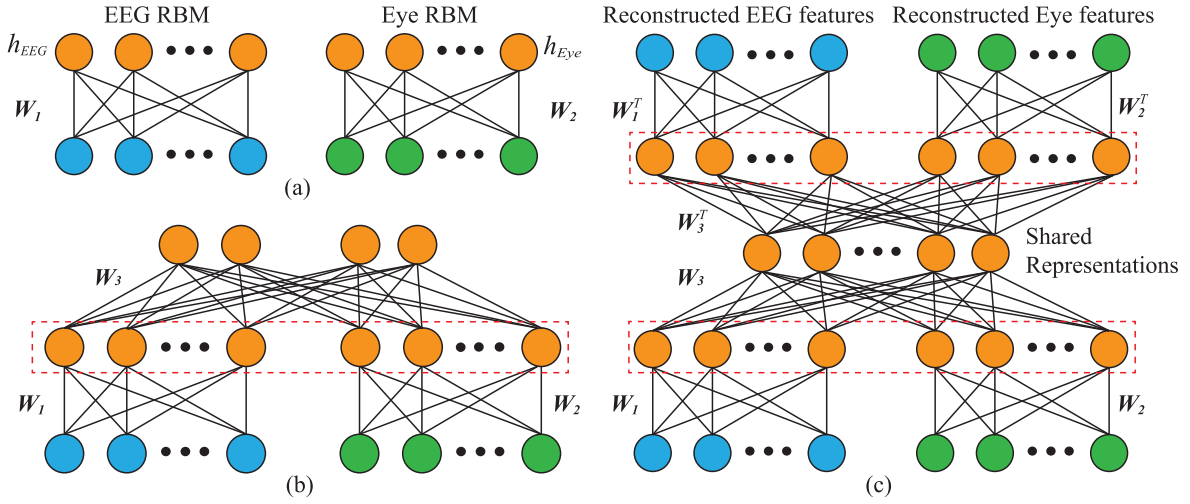 EEG RBM
Eye RBM
h_EEG
h_Eye
W_1
W_2
(a)
W_3
W_1
W_2
(b)
Reconstructed EEG features
Reconstructed Eye features
W_1^T
W_2^T
W_3^T
Shared
Representations
W_3
W_1
W_2
(c)